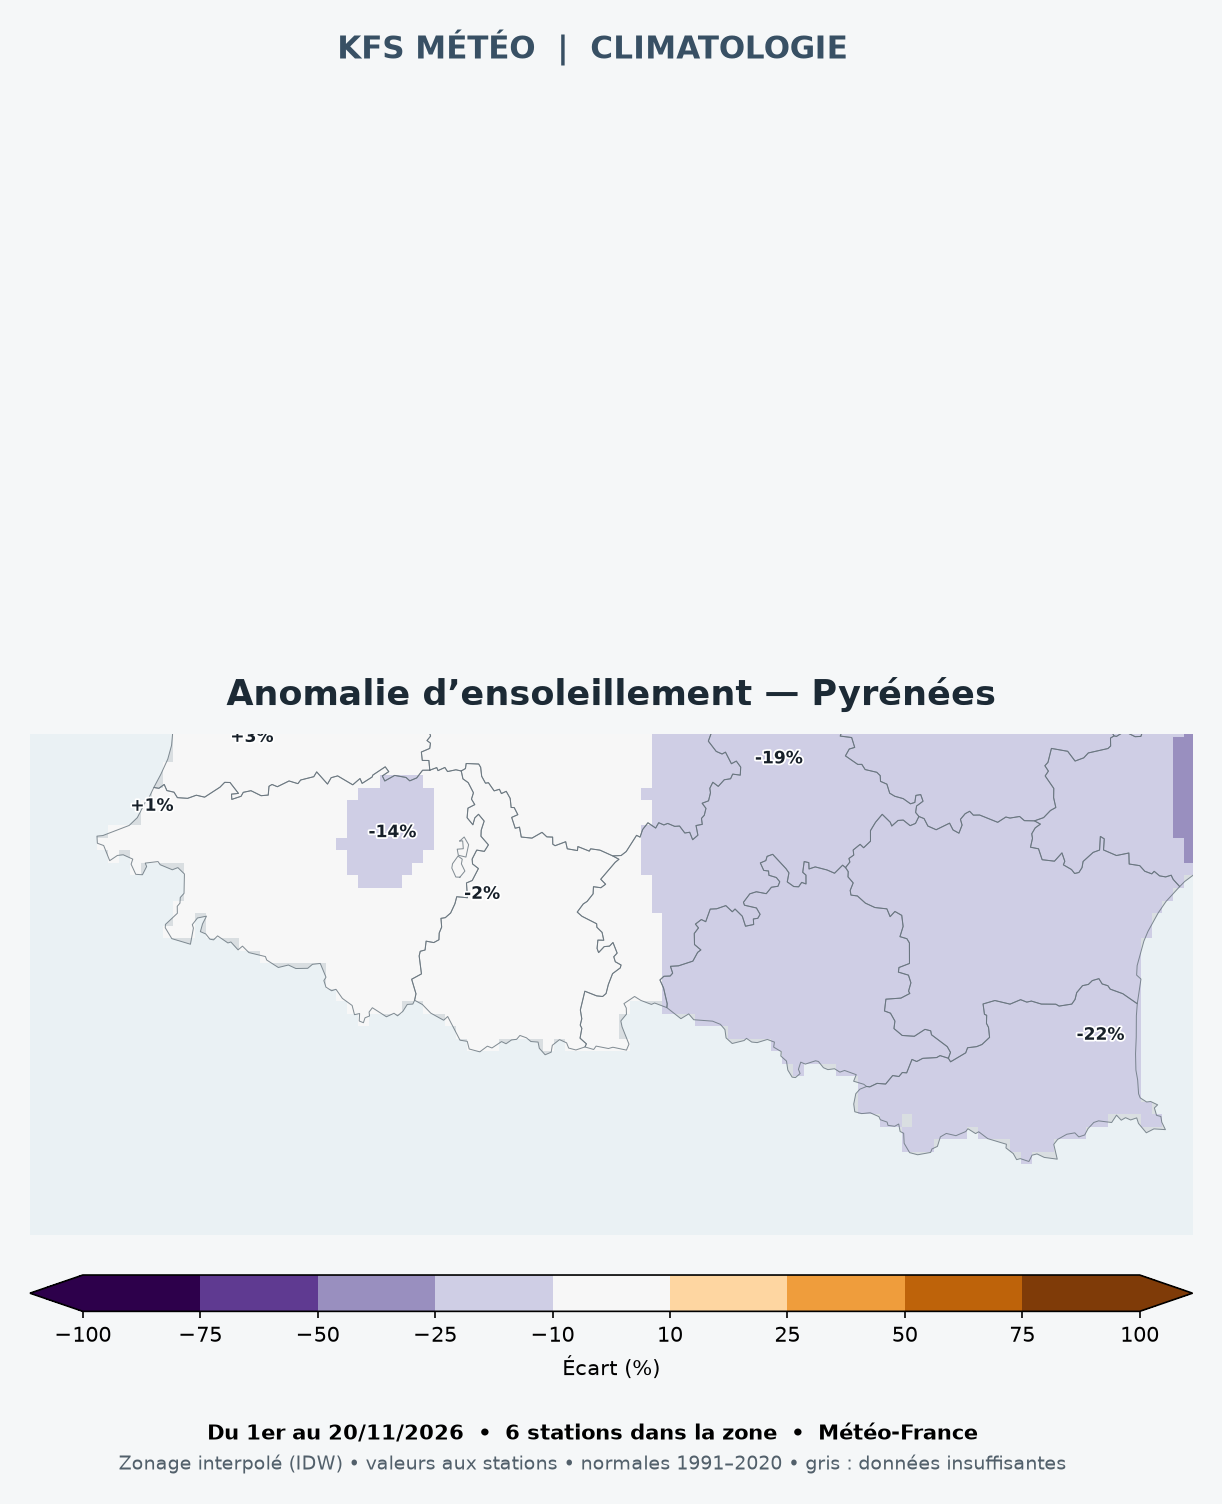 KFS MÉTÉO | CLIMATOLOGIE
Anomalie d’ensoleillement — Pyrénées
+3%
-19%
+1%
-14%
-2%
-22%
−100 −75 −50 −25 −10 10 25 50 75 100
Écart (%)
Du 1er au 20/11/2026 • 6 stations dans la zone • Météo-France
Zonage interpolé (IDW) • valeurs aux stations • normales 1991–2020 • gris : données insuffisantes